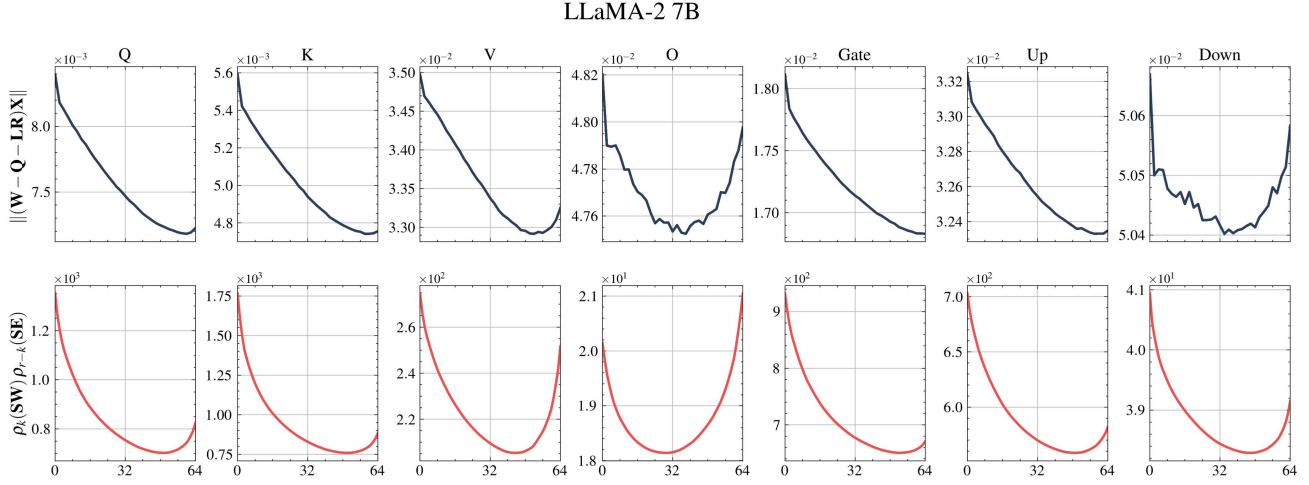 LLaMA-2 7B
Q K V O Gate Up Down
×10⁻³ ×10⁻³ ×10⁻² ×10⁻² ×10⁻² ×10⁻² ×10⁻²
‖(W − Q − LR)X‖
8.0 7.5
5.6 5.4 5.2 5.0 4.8
3.50 3.45 3.40 3.35 3.30
4.82 4.80 4.78 4.76
1.80 1.75 1.70
3.32 3.30 3.28 3.26 3.24
5.06 5.05 5.04
×10³ ×10³ ×10² ×10¹ ×10² ×10² ×10¹
ρₖ(SW) ρᵣ₋ₖ(SE)
1.2 1.0 0.8
1.75 1.50 1.25 1.00 0.75
2.6 2.4 2.2
2.1 2.0 1.9 1.8
9 8 7
7.0 6.5 6.0
4.1 4.0 3.9
0 32 64 0 32 64 0 32 64 0 32 64 0 32 64 0 32 64 0 32 64